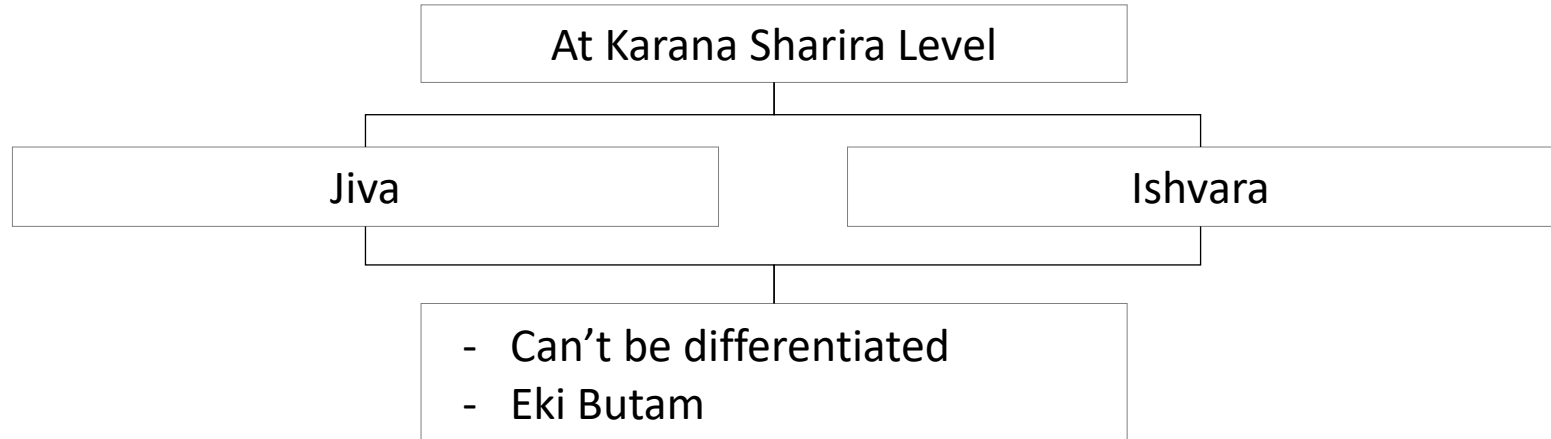 At Karana Sharira Level
Jiva
Ishvara
- Can’t be differentiated
- Eki Butam